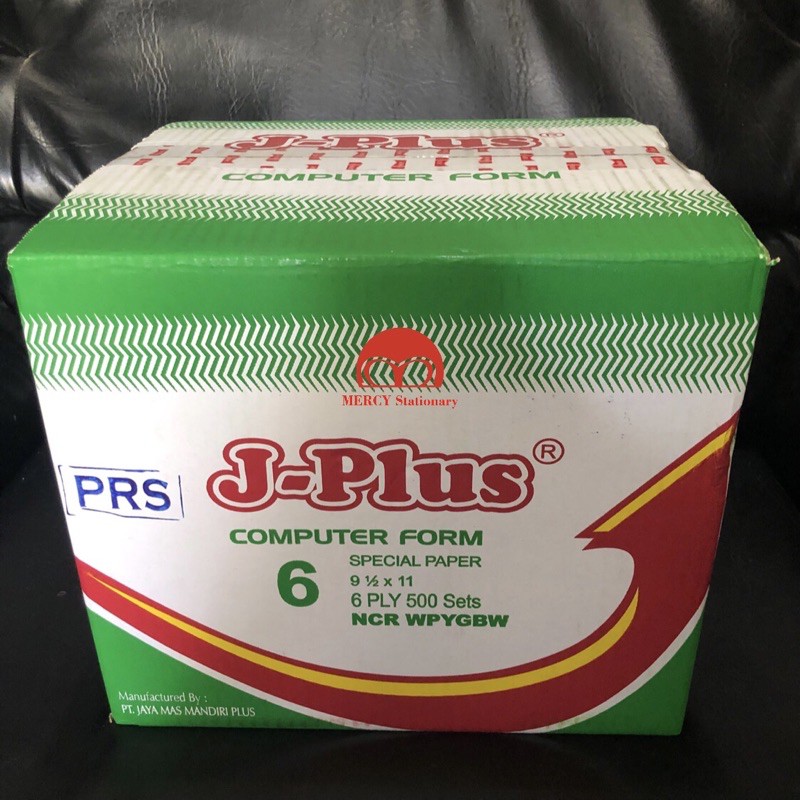 J-Plus®
COMPUTER FORM
MERCY Stationary
J-Plus®
PRS
COMPUTER FORM
6
SPECIAL PAPER
9 ½ x 11
6 PLY 500 Sets
NCR WPYGBW
Manufactured By :
PT. JAYA MAS MANDIRI PLUS